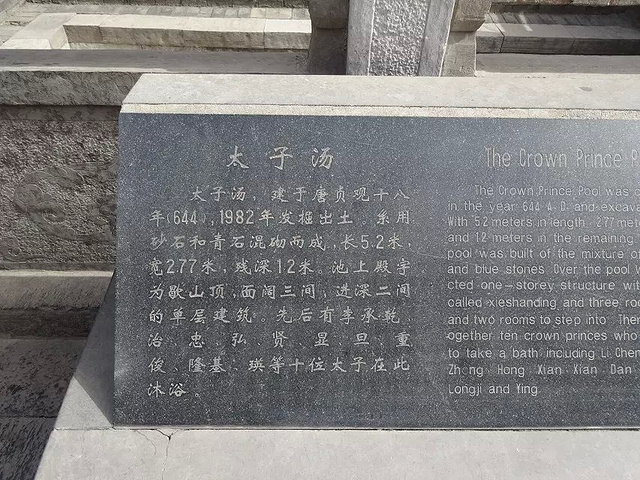 太子汤
太子汤，建于唐贞观十八
年(644)，1982年发掘出土。系用
砂石和青石混砌而成，长5.2米，
宽2.77米，残深1.2米。池上殿宇
为歇山顶，面阔三间，进深二间
的单层建筑。先后有李承乾、
治、忠、弘、贤、显、旦、重
俊、隆基、瑛等十位太子在此
沐浴。
The Crown Prince P
The Crown Prince Pool was
in the year 644 A.D and excava
With 5.2 meters in length, 2.77 mete
and 1.2 meters in the remaining
pool was built of the mixture o
and blue stones. Over the pool w
cted one-storey structure wit
called xieshanding and three roo
and two rooms to step into. Ther
ogether ten crown princes who
to take a bath including Li Chen
Zhong Hong Xian Xian Dan
Longji and Ying.